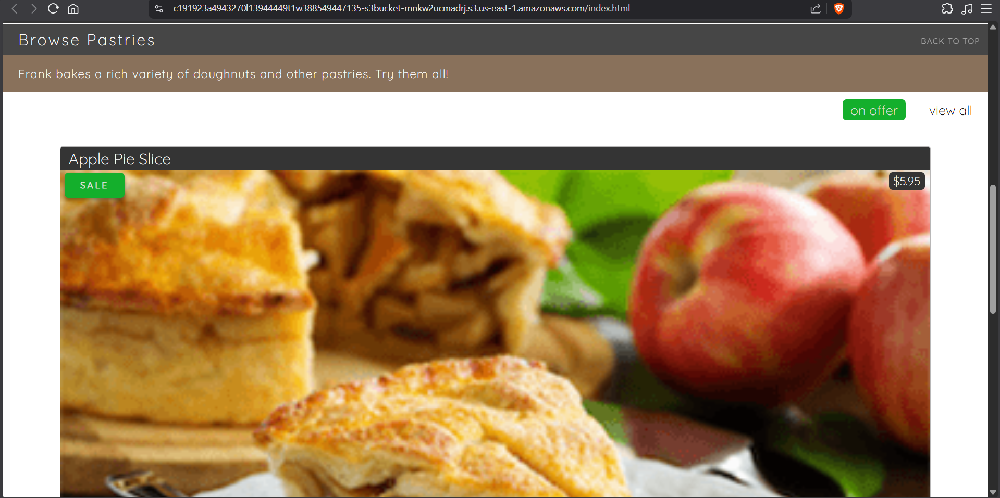 c191923a4943270l13944449t1w388549447135-s3bucket-mnkw2ucmadrj.s3.us-east-1.amazonaws.com/index.html
Browse Pastries
BACK TO TOP
Frank bakes a rich variety of doughnuts and other pastries. Try them all!
on offer
view all
Apple Pie Slice
SALE
$5.95